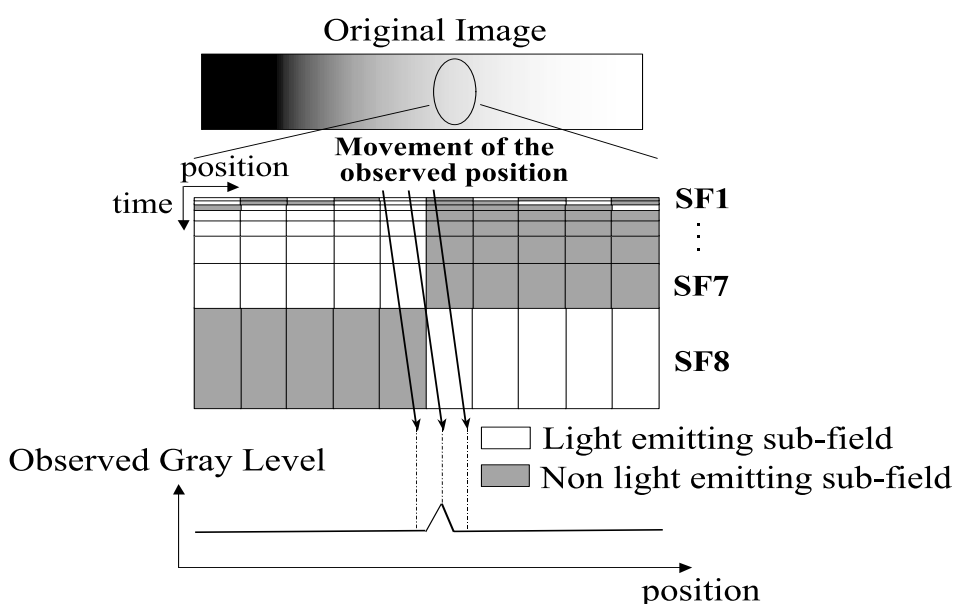 Original Image
Movement of the
observed position
position
time
SF1
⋮
SF7
SF8
Light emitting sub-field
Non light emitting sub-field
Observed Gray Level
position